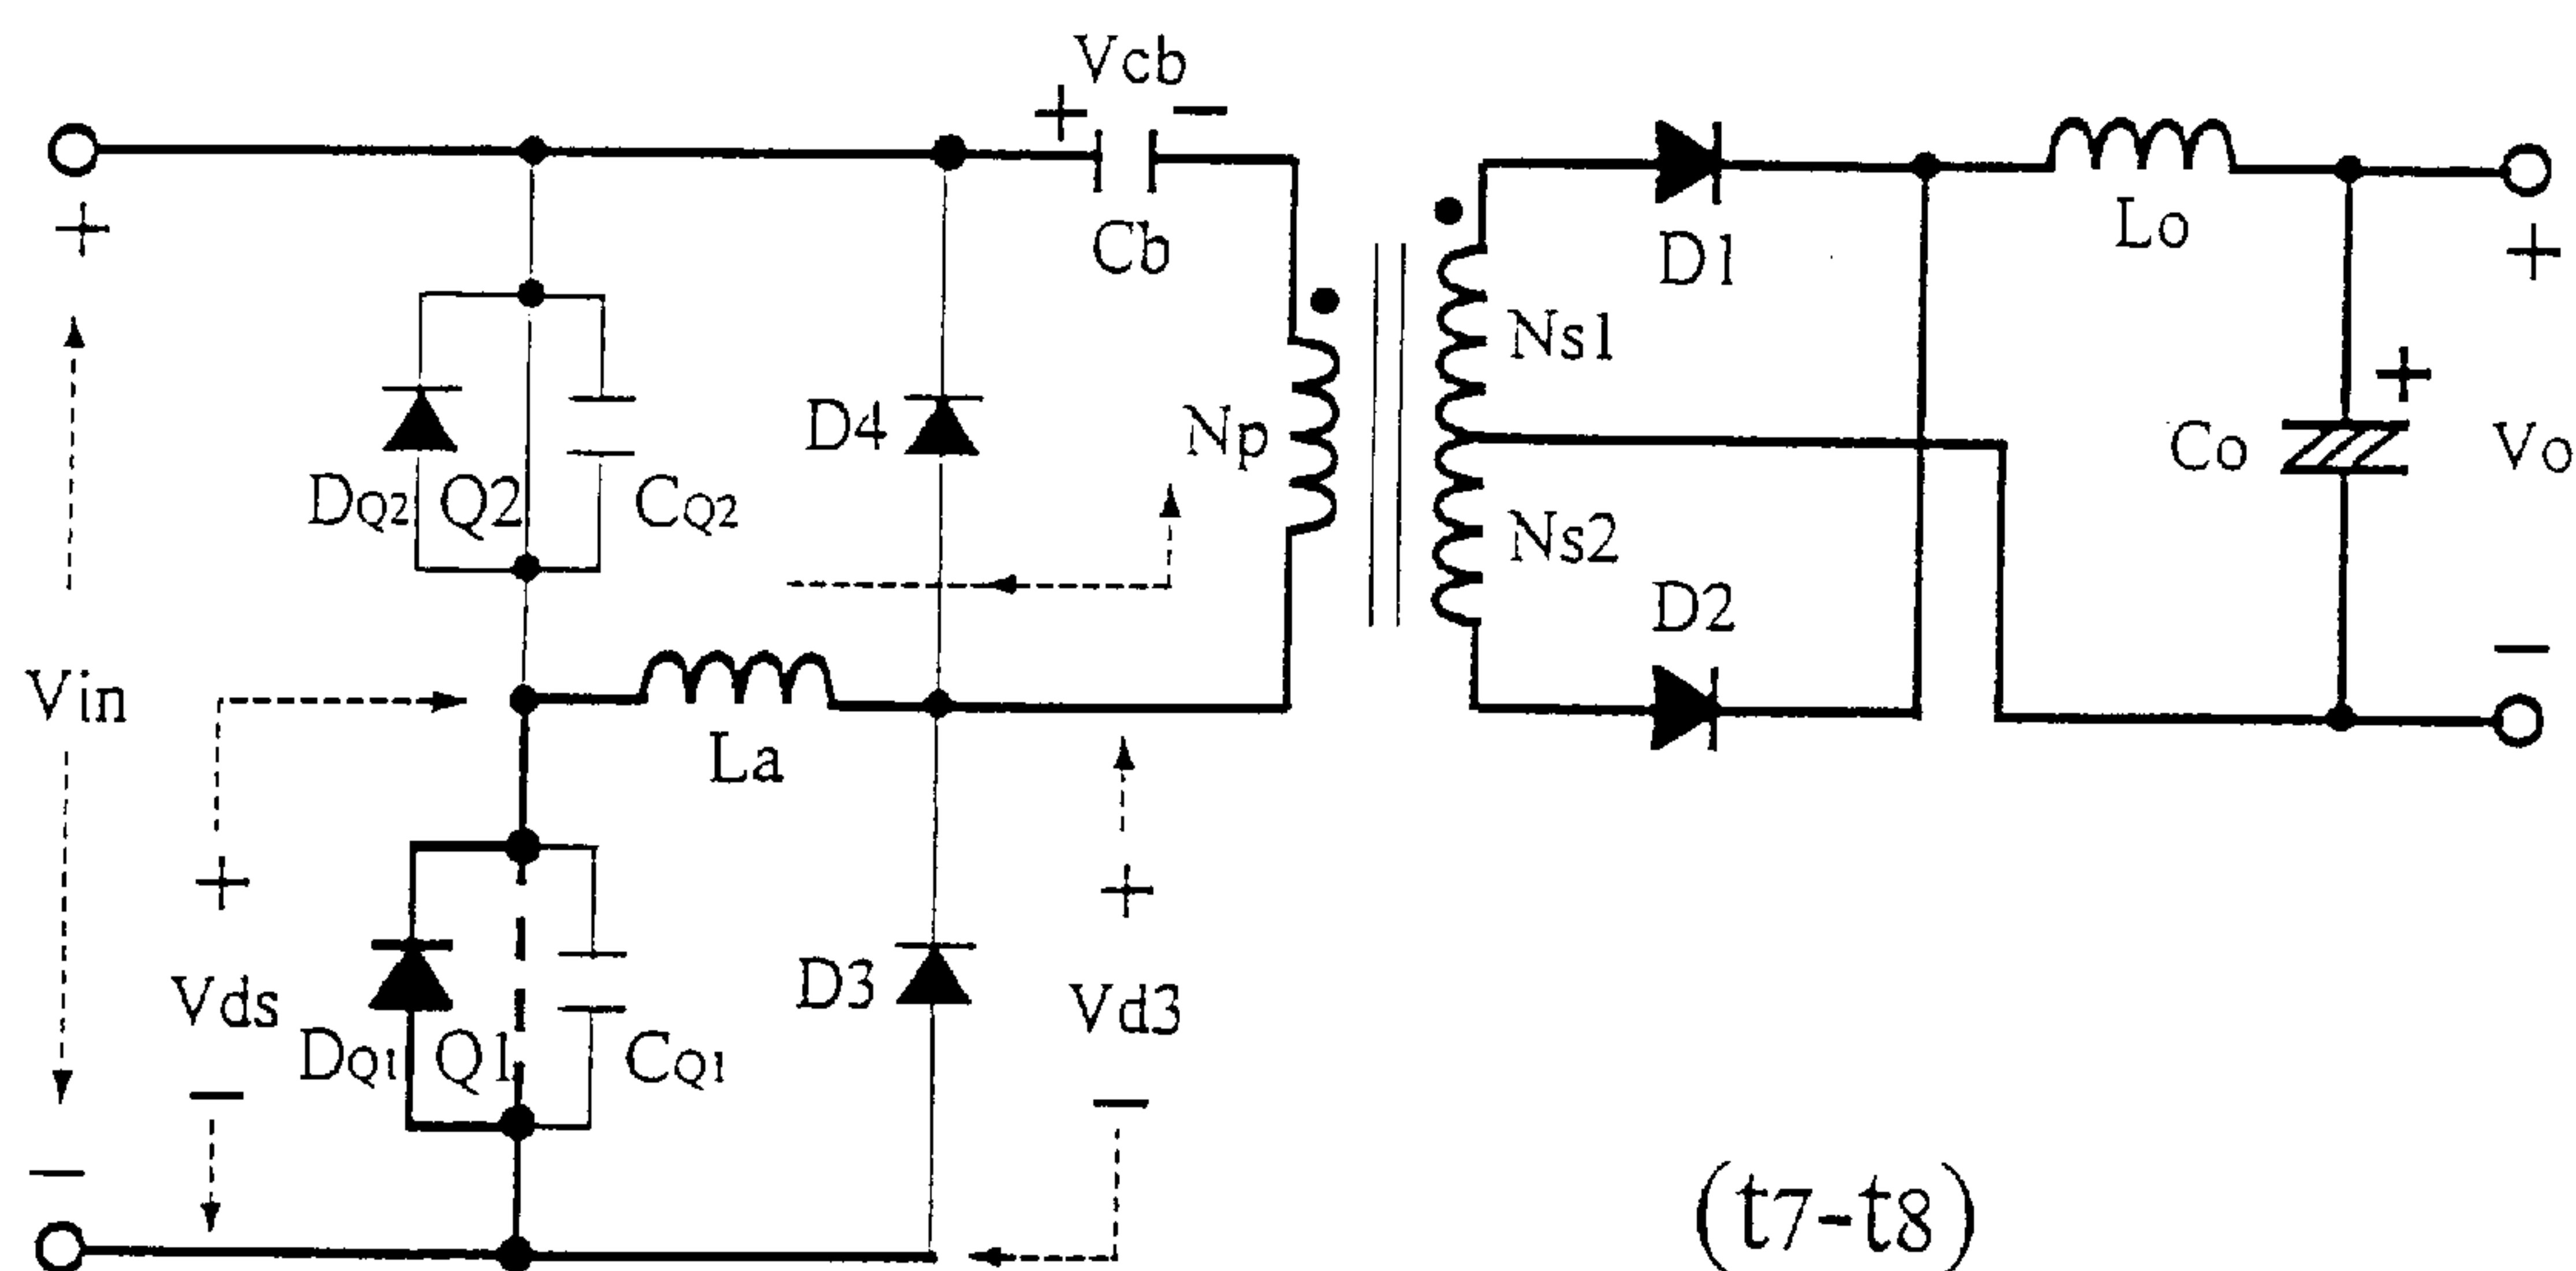 Vcb
+ −
+
Cb
D1
Lo
+
Ns1
D4
Np
+
Co
Vo
DQ2
Q2
CQ2
Ns2
D2
−
Vin
La
+
+
Vds
D3
Vd3
DQ1
Q1
CQ1
−
−
−
(t7-t8)